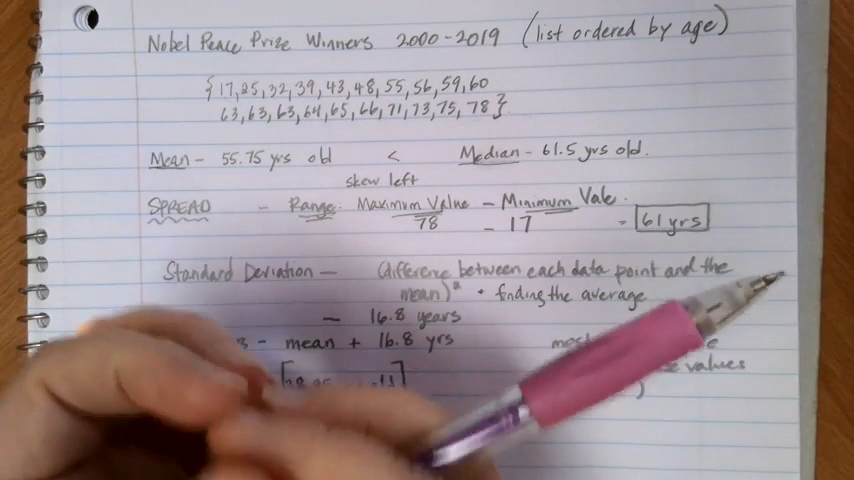 Nobel Peace Prize Winners 2000-2019 (list ordered by age)
{17,25,32,39,43,48,55,56,59,60
63,63,63,64,65,66,71,73,75,78}
Mean - 55.75 yrs old < Median - 61.5 yrs old.
skew left
SPREAD - Range: Maximum Value - Minimum Vale.
78 - 17 = 61 yrs
Standard Deviation - (difference between each data point and the
mean)² • finding the average
- 16.8 years
- mean + 16.8 yrs
values